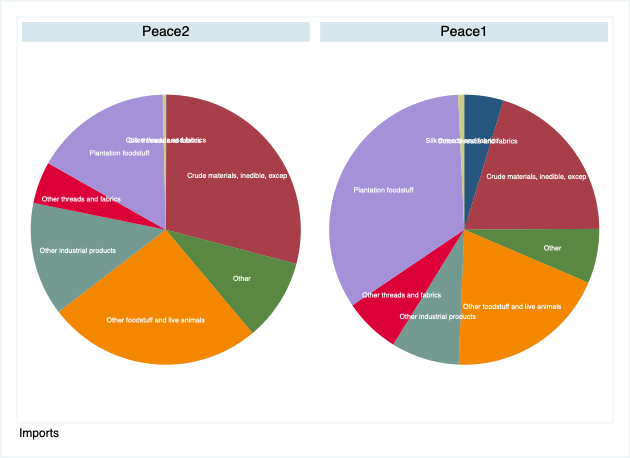 Peace2
Peace1
Plantation foodstuff
Crude materials, inedible, excep
Other threads and fabrics
Other industrial products
Other
Other foodstuff and live animals
Plantation foodstuff
Crude materials, inedible, excep
Other
Other threads and fabrics
Other foodstuff and live animals
Other industrial products
Imports